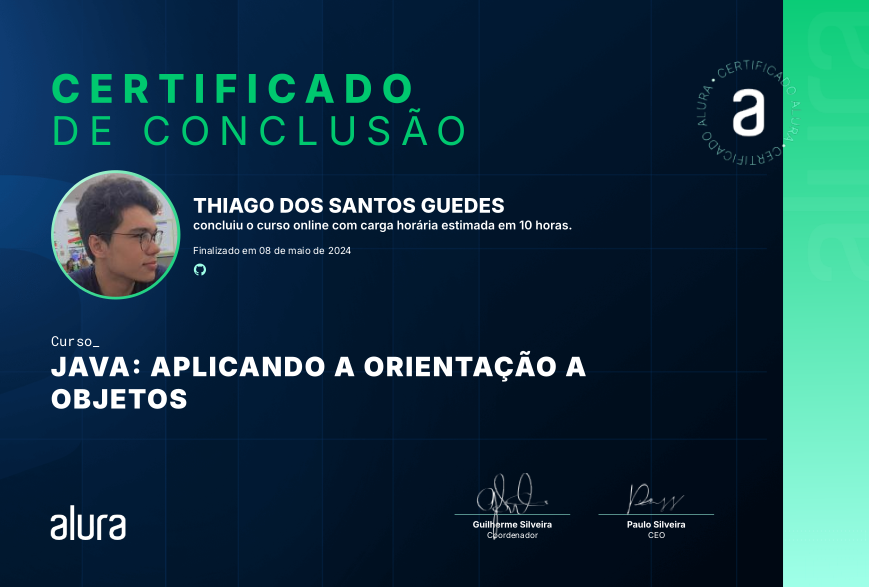 CERTIFICADO
DE CONCLUSÃO
CERTIFICADO ALURA • CERTIFICADO ALURA •
a
THIAGO DOS SANTOS GUEDES
concluiu o curso online com carga horária estimada em 10 horas.
Finalizado em 08 de maio de 2024
Curso_
JAVA: APLICANDO A ORIENTAÇÃO A
OBJETOS
alura
Guilherme Silveira
Coordenador
Paulo Silveira
CEO
alura